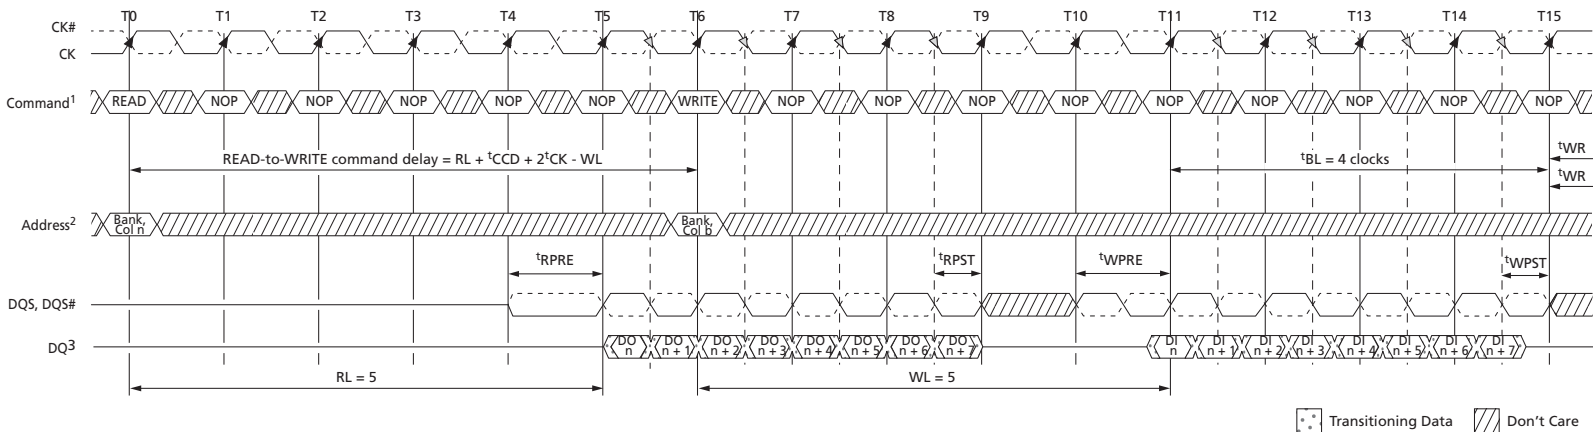 T0 T1 T2 T3 T4 T5 T6 T7 T8 T9 T10 T11 T12 T13 T14 T15
CK#
CK
Command1 READ NOP NOP NOP NOP NOP WRITE NOP NOP NOP NOP NOP NOP NOP NOP NOP
READ-to-WRITE command delay = RL + tCCD + 2tCK - WL
tBL = 4 clocks
tWR
tWR
Address2
Bank,
Col n
Bank,
Col b
tRPRE tRPST tWPRE tWPST
DQS, DQS#
DQ3
DO DO DO DO DO DO DO DO DI DI DI DI DI DI DI DI
n n + 1 n + 2 n + 3 n + 4 n + 5 n + 6 n + 7 n n + 1 n + 2 n + 3 n + 4 n + 5 n + 6 n + 7
RL = 5 WL = 5
Transitioning Data Don't Care